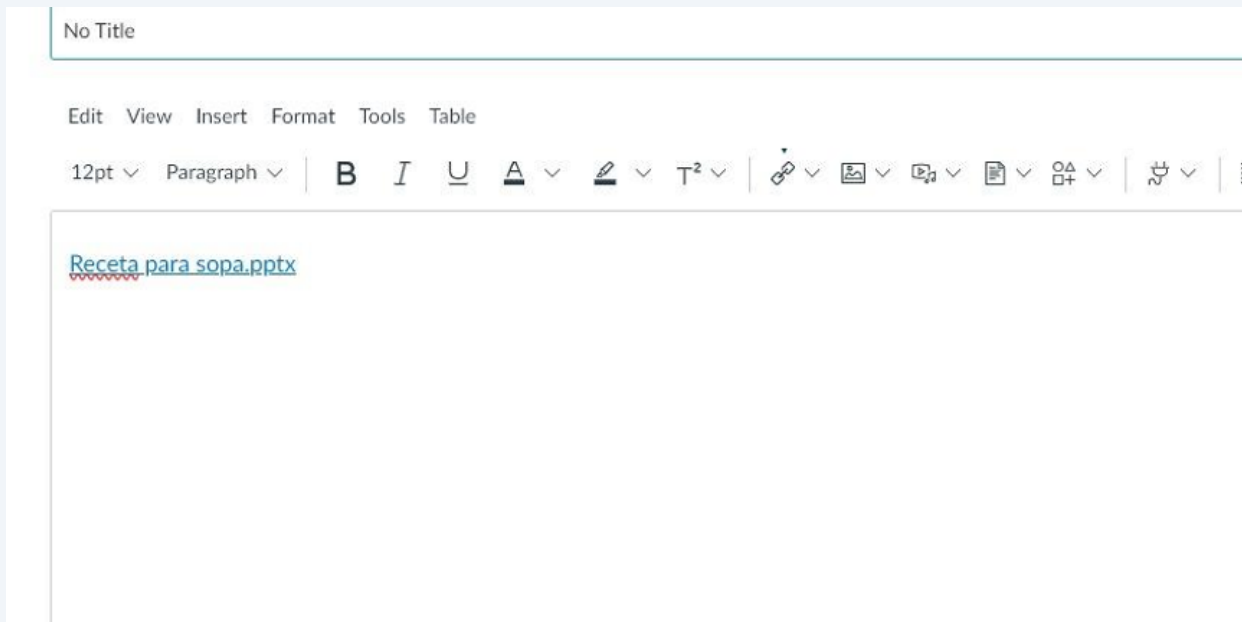 No Title
Edit View Insert Format Tools Table
12pt Paragraph B I U A T²
Receta para sopa.pptx